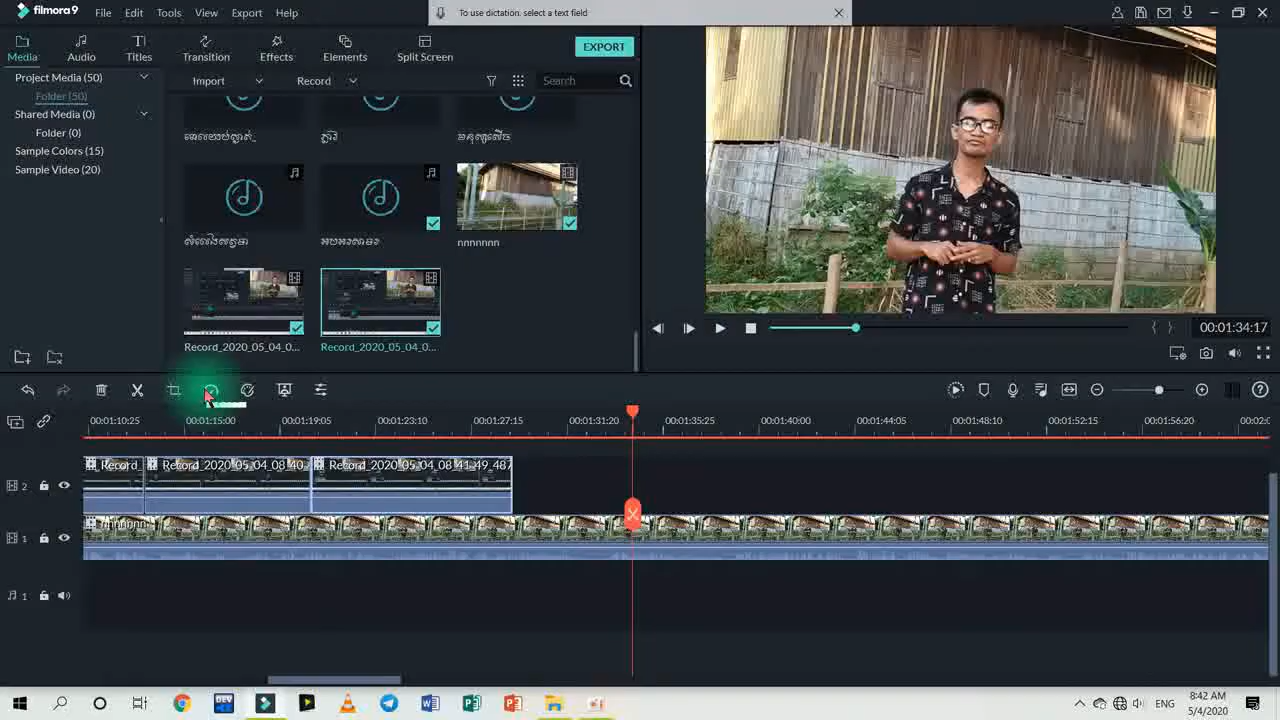 filmora9
File Edit Tools View Export Help
To use dictation, select a text field
Media Audio Titles Transition Effects Elements Split Screen
EXPORT
Project Media (50)
Folder (50)
Shared Media (0)
Folder (0)
Sample Colors (15)
Sample Video (20)
Import Record Search
nnnnnnn
Record_2020_05_04_0... Record_2020_05_04_0...
00:01:34:17
00:01:10:25 00:01:15:00 00:01:19:05 00:01:23:10 00:01:27:15 00:01:31:20 00:01:35:25 00:01:40:00 00:01:44:05 00:01:48:10 00:01:52:15 00:01:56:20
2
Record Record_2020_05_04_08_40_ Record_2020_05_04_08_41_49_487
1
nnnnnnn
1
DEV
ENG
8:42 AM
5/4/2020